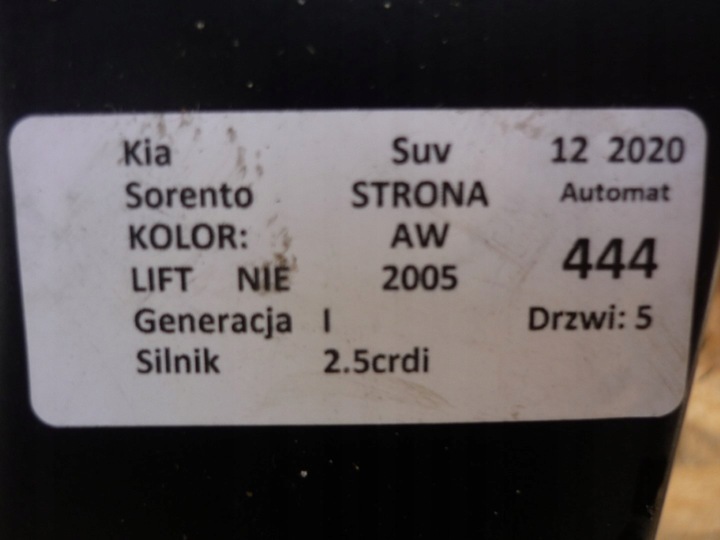 Kia Suv 12 2020
Sorento STRONA Automat
KOLOR: AW 444
LIFT NIE 2005
Generacja I Drzwi: 5
Silnik 2.5crdi